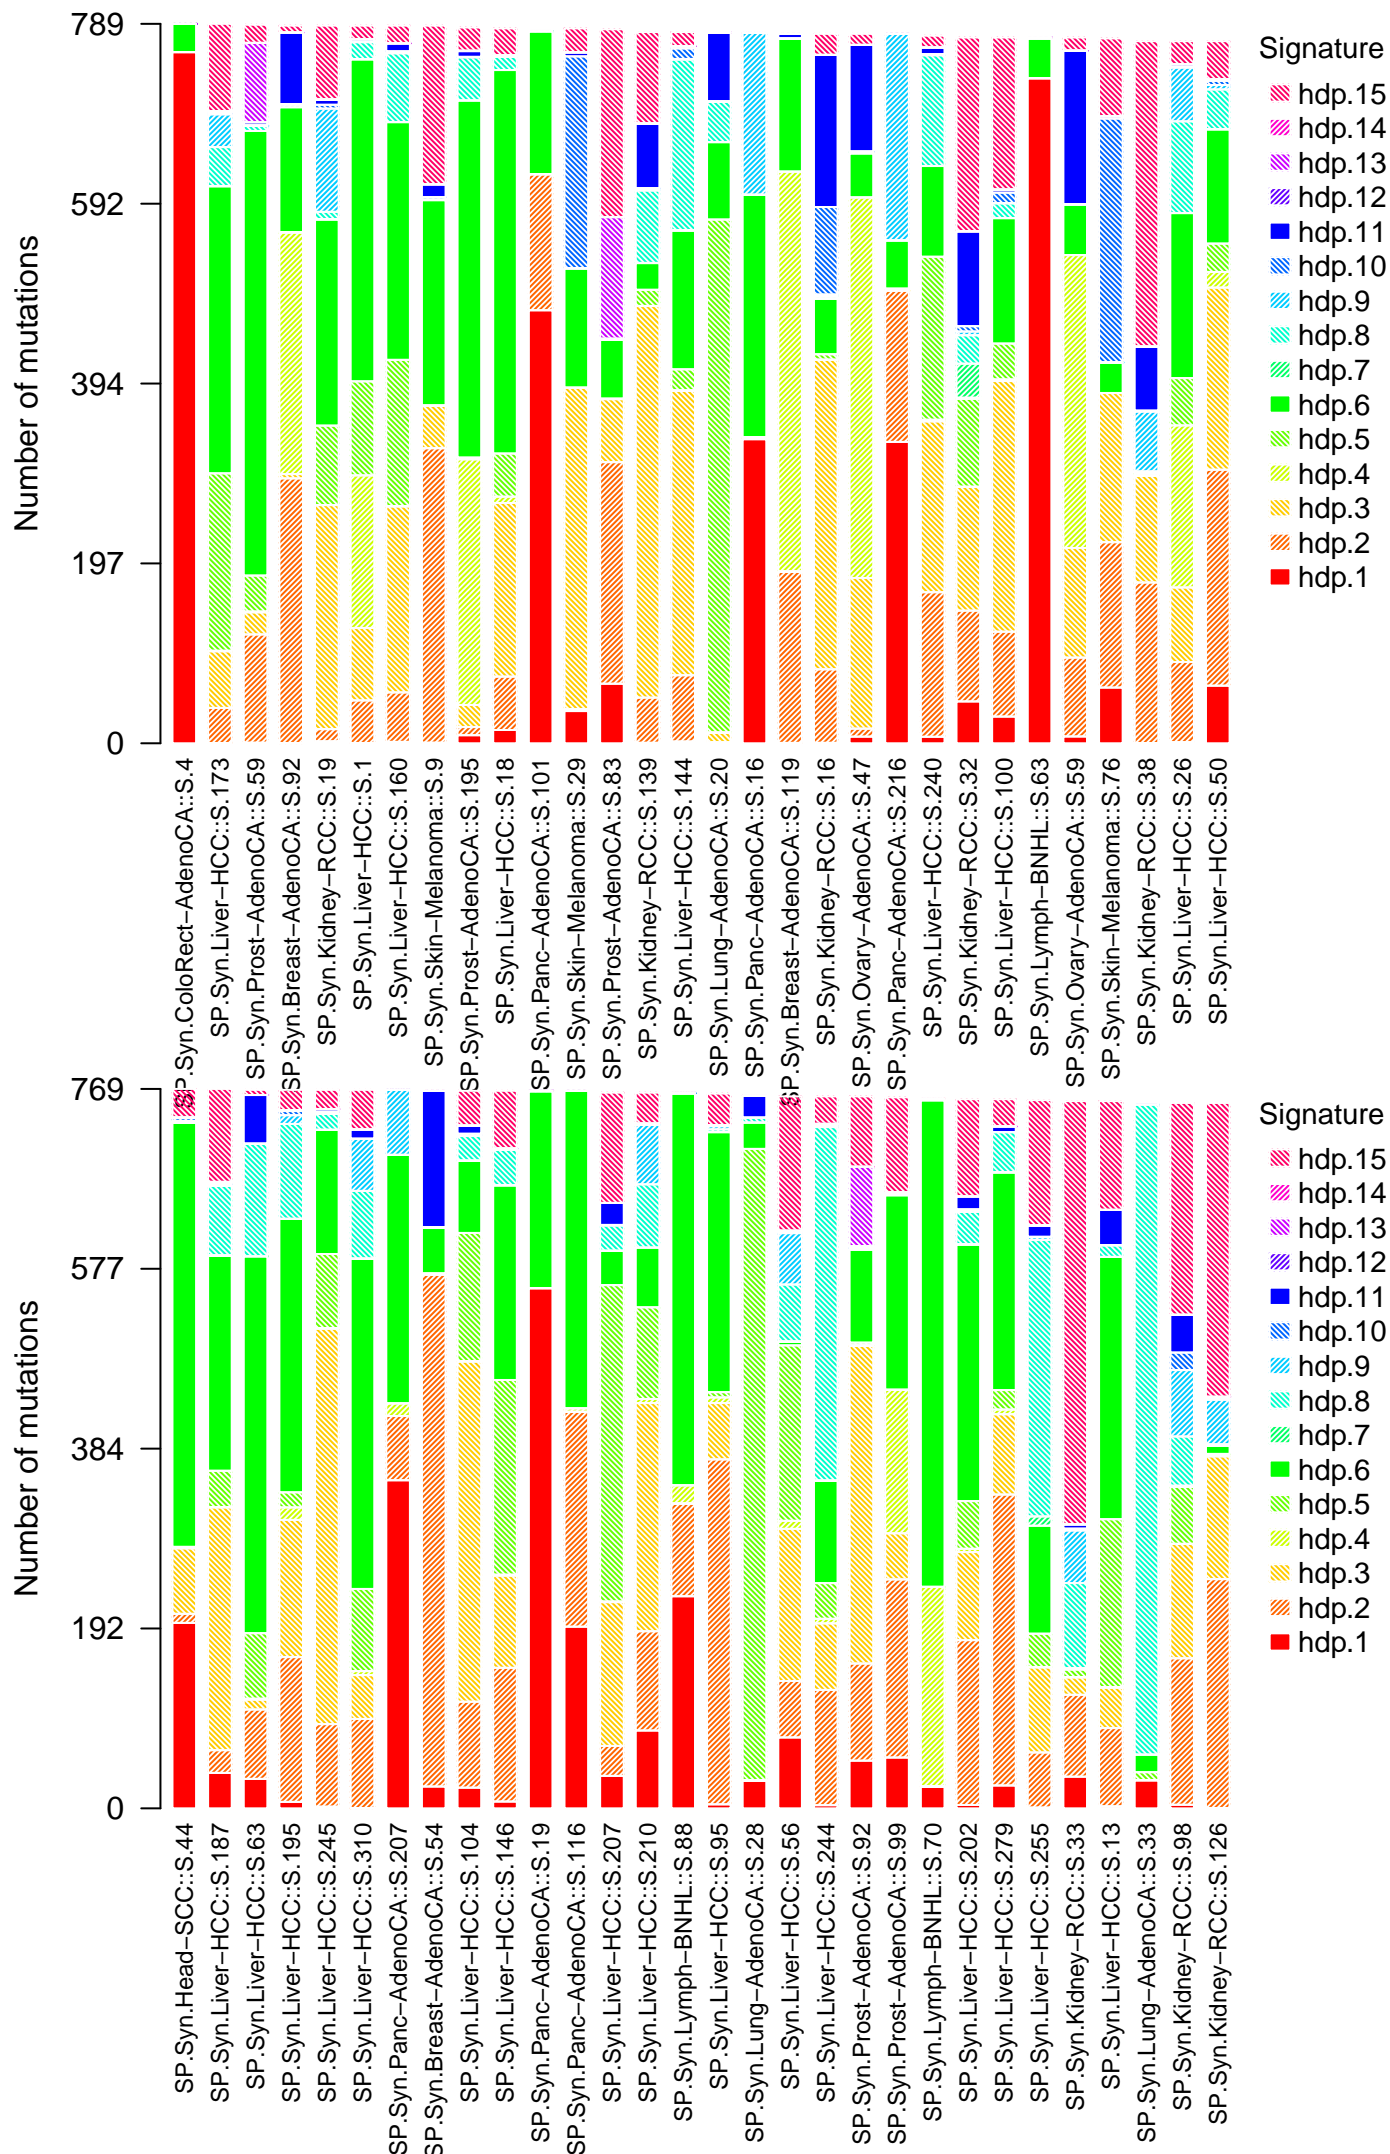 789
592
394
197
0
Number of mutations
Signature
hdp.15
hdp.14
hdp.13
hdp.12
hdp.11
hdp.10
hdp.9
hdp.8
hdp.7
hdp.6
hdp.5
hdp.4
hdp.3
hdp.2
hdp.1
SP.Syn.ColoRect−AdenoCA::S.4
SP.Syn.Liver−HCC::S.173
SP.Syn.Prost−AdenoCA::S.59
SP.Syn.Breast−AdenoCA::S.92
SP.Syn.Kidney−RCC::S.19
SP.Syn.Liver−HCC::S.1
SP.Syn.Liver−HCC::S.160
SP.Syn.Skin−Melanoma::S.9
SP.Syn.Prost−AdenoCA::S.195
SP.Syn.Liver−HCC::S.18
SP.Syn.Panc−AdenoCA::S.101
SP.Syn.Skin−Melanoma::S.29
SP.Syn.Prost−AdenoCA::S.83
SP.Syn.Kidney−RCC::S.139
SP.Syn.Liver−HCC::S.144
SP.Syn.Lung−AdenoCA::S.20
SP.Syn.Panc−AdenoCA::S.16
SP.Syn.Breast−AdenoCA::S.119
SP.Syn.Kidney−RCC::S.16
SP.Syn.Ovary−AdenoCA::S.47
SP.Syn.Panc−AdenoCA::S.216
SP.Syn.Liver−HCC::S.240
SP.Syn.Kidney−RCC::S.32
SP.Syn.Liver−HCC::S.100
SP.Syn.Lymph−BNHL::S.63
SP.Syn.Ovary−AdenoCA::S.59
SP.Syn.Skin−Melanoma::S.76
SP.Syn.Kidney−RCC::S.38
SP.Syn.Liver−HCC::S.26
SP.Syn.Liver−HCC::S.50
769
577
384
192
0
Number of mutations
Signature
hdp.15
hdp.14
hdp.13
hdp.12
hdp.11
hdp.10
hdp.9
hdp.8
hdp.7
hdp.6
hdp.5
hdp.4
hdp.3
hdp.2
hdp.1
SP.Syn.Head−SCC::S.44
SP.Syn.Liver−HCC::S.187
SP.Syn.Liver−HCC::S.63
SP.Syn.Liver−HCC::S.195
SP.Syn.Liver−HCC::S.245
SP.Syn.Liver−HCC::S.310
SP.Syn.Panc−AdenoCA::S.207
SP.Syn.Breast−AdenoCA::S.54
SP.Syn.Liver−HCC::S.104
SP.Syn.Liver−HCC::S.146
SP.Syn.Panc−AdenoCA::S.19
SP.Syn.Panc−AdenoCA::S.116
SP.Syn.Liver−HCC::S.207
SP.Syn.Liver−HCC::S.210
SP.Syn.Lymph−BNHL::S.88
SP.Syn.Liver−HCC::S.95
SP.Syn.Lung−AdenoCA::S.28
SP.Syn.Liver−HCC::S.56
SP.Syn.Liver−HCC::S.244
SP.Syn.Prost−AdenoCA::S.92
SP.Syn.Prost−AdenoCA::S.99
SP.Syn.Lymph−BNHL::S.70
SP.Syn.Liver−HCC::S.202
SP.Syn.Liver−HCC::S.279
SP.Syn.Liver−HCC::S.255
SP.Syn.Kidney−RCC::S.33
SP.Syn.Liver−HCC::S.13
SP.Syn.Lung−AdenoCA::S.33
SP.Syn.Kidney−RCC::S.98
SP.Syn.Kidney−RCC::S.126